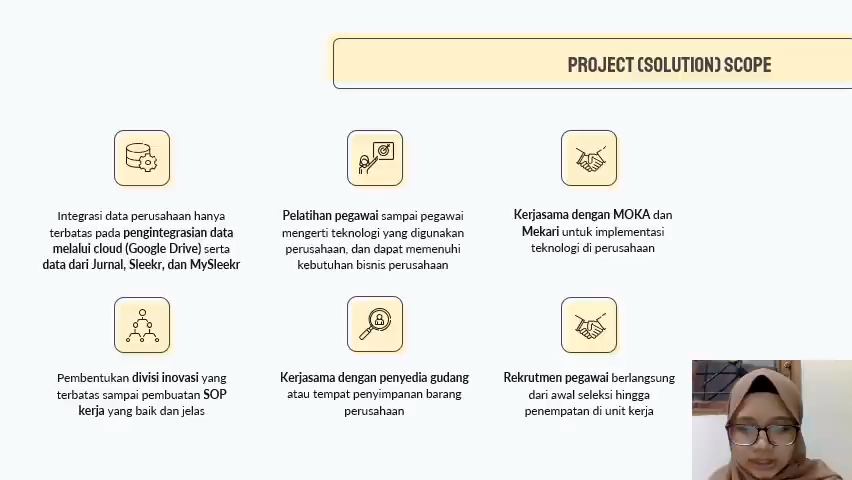 PROJECT (SOLUTION) SCOPE
Integrasi data perusahaan hanya
terbatas pada pengintegrasian data
melalui cloud (Google Drive) serta
data dari Jurnal, Sleekr, dan MySleekr
Pelatihan pegawai sampai pegawai
mengerti teknologi yang digunakan
perusahaan, dan dapat memenuhi
kebutuhan bisnis perusahaan
Kerjasama dengan MOKA dan
Mekari untuk implementasi
teknologi di perusahaan
Pembentukan divisi inovasi yang
terbatas sampai pembuatan SOP
kerja yang baik dan jelas
Kerjasama dengan penyedia gudang
atau tempat penyimpanan barang
perusahaan
Rekrutmen pegawai berlangsung
dari awal seleksi hingga
penempatan di unit kerja